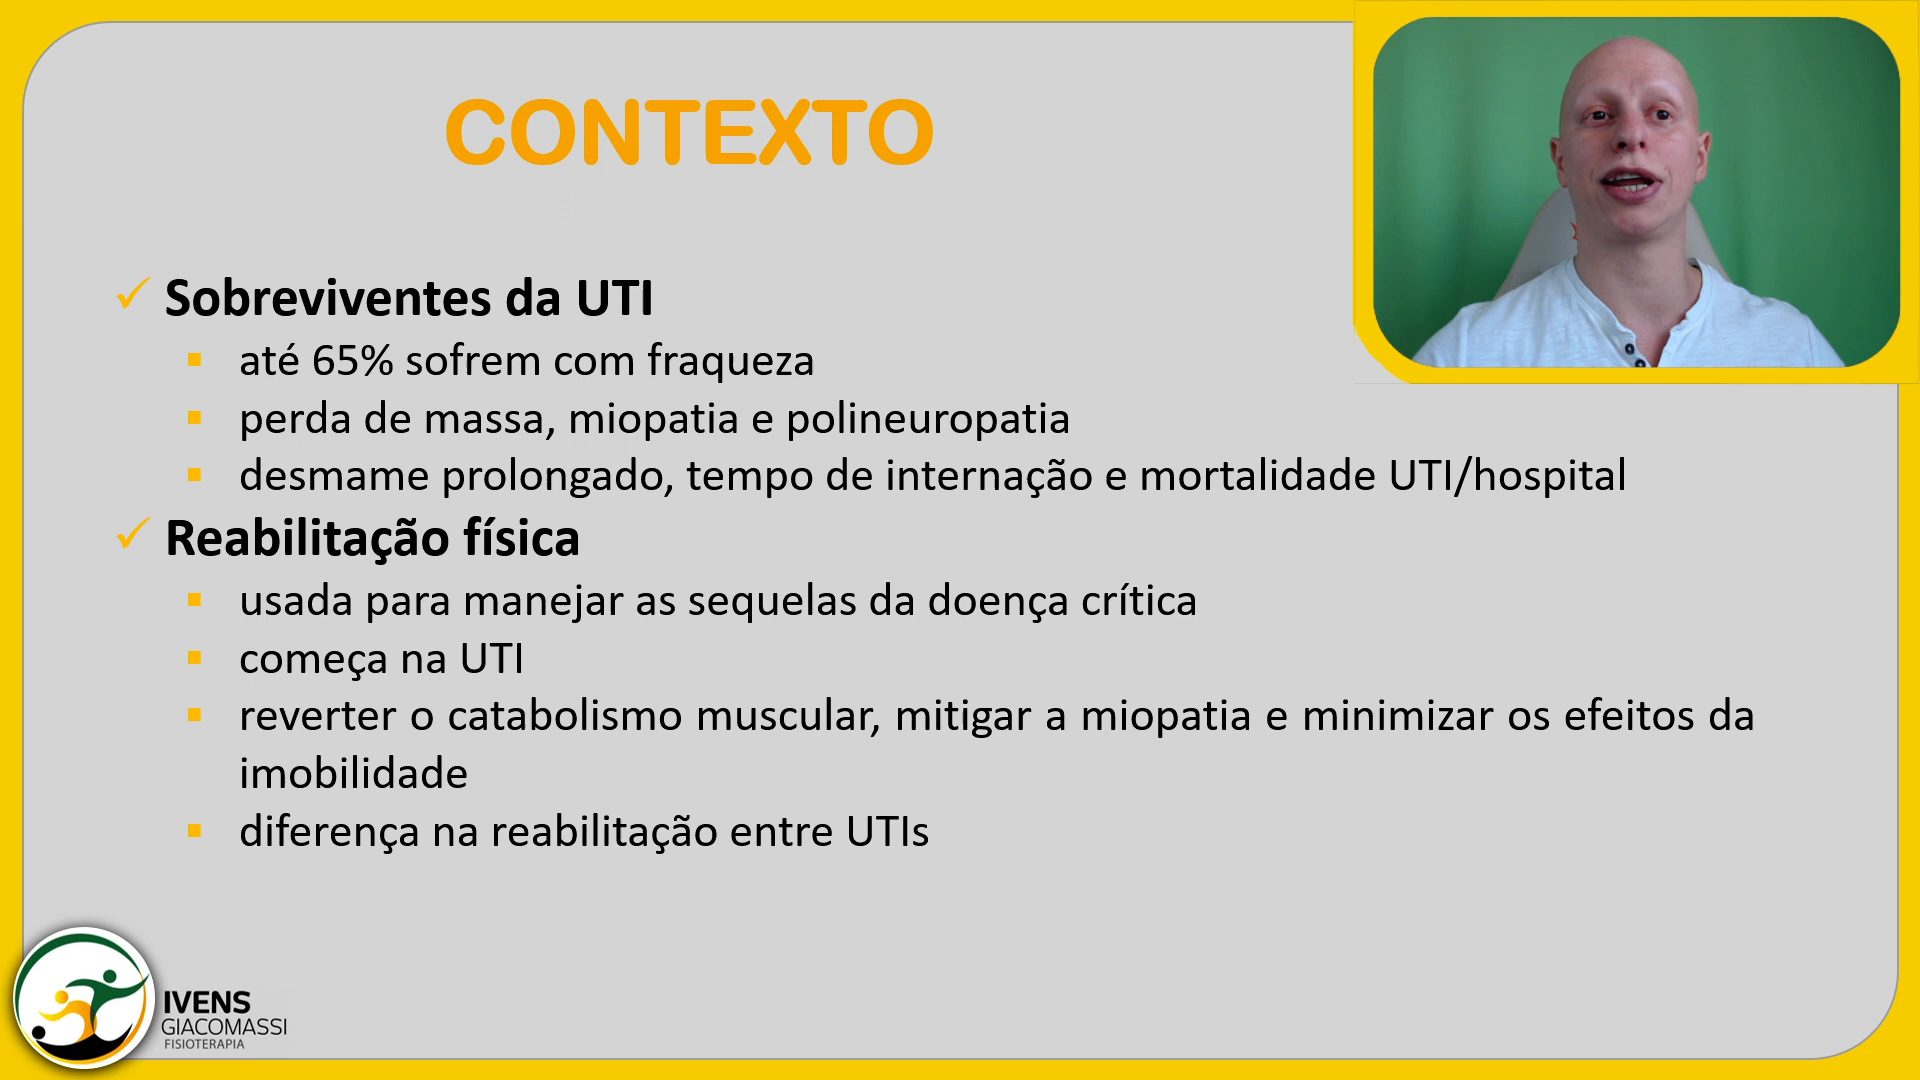 CONTEXTO
Sobreviventes da UTI
até 65% sofrem com fraqueza
perda de massa, miopatia e polineuropatia
desmame prolongado, tempo de internação e mortalidade UTI/hospital
Reabilitação física
usada para manejar as sequelas da doença crítica
começa na UTI
reverter o catabolismo muscular, mitigar a miopatia e minimizar os efeitos da
imobilidade
diferença na reabilitação entre UTIs
IVENS
GIACOMASSI
FISIOTERAPIA